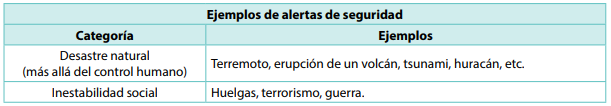 Ejemplos de alertas de seguridad
Categoría Ejemplos
Desastre natural
(más allá del control humano) Terremoto, erupción de un volcán, tsunami, huracán, etc.
Inestabilidad social Huelgas, terrorismo, guerra.